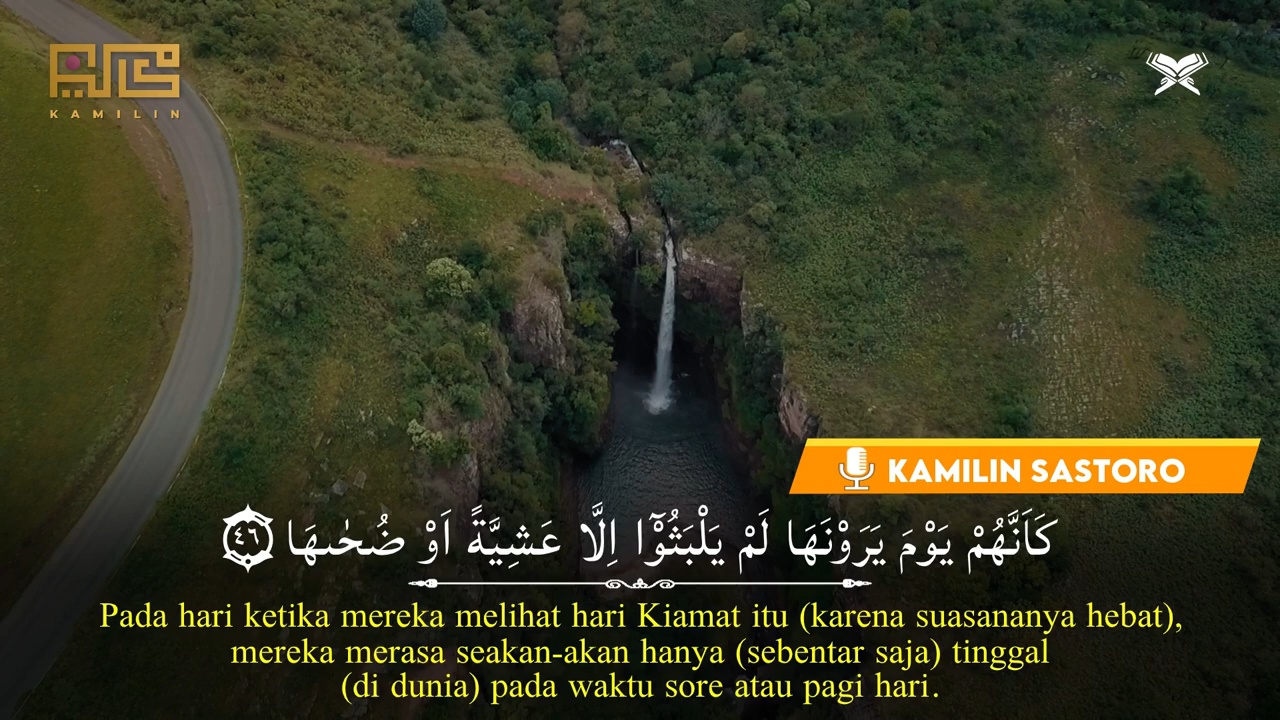 KAMILIN
KAMILIN SASTORO
كَاَنَّهُمْ يَوْمَ يَرَوْنَهَا لَمْ يَلْبَثُوْٓا اِلَّا عَشِيَّةً اَوْ ضُحٰىهَا ٤٦
Pada hari ketika mereka melihat hari Kiamat itu (karena suasananya hebat),
mereka merasa seakan-akan hanya (sebentar saja) tinggal
(di dunia) pada waktu sore atau pagi hari.